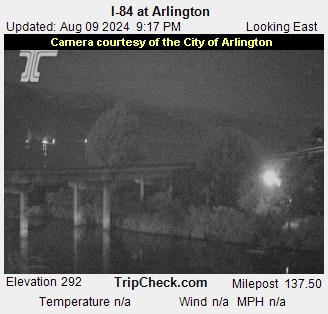 I-84 at Arlington
Updated: Aug 09 2024 9:17 PM Looking East
Camera courtesy of the City of Arlington
Elevation 292 TripCheck.com Milepost 137.50
Temperature n/a Wind n/a MPH n/a